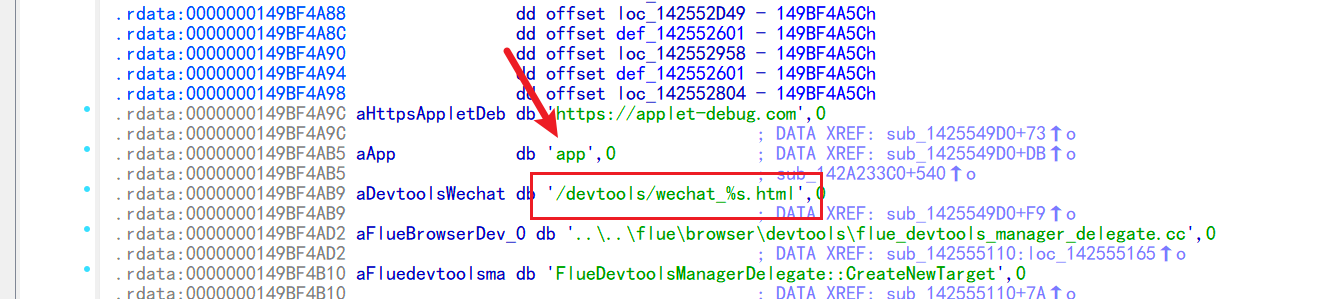 .rdata:0000000149BF4A88 dd offset loc_142552D49 - 149BF4A5Ch
.rdata:0000000149BF4A8C dd offset def_142552601 - 149BF4A5Ch
.rdata:0000000149BF4A90 dd offset loc_142552958 - 149BF4A5Ch
.rdata:0000000149BF4A94 dd offset def_142552601 - 149BF4A5Ch
.rdata:0000000149BF4A98 dd offset loc_142552804 - 149BF4A5Ch
.rdata:0000000149BF4A9C aHttpsAppletDeb db 'https://applet-debug.com',0
.rdata:0000000149BF4A9C ; DATA XREF: sub_1425549D0+73↑o
.rdata:0000000149BF4AB5 aApp db 'app',0 ; DATA XREF: sub_1425549D0+DB↑o
.rdata:0000000149BF4AB5 ; sub_142A233C0+540↑o
.rdata:0000000149BF4AB9 aDevtoolsWechat db '/devtools/wechat_%s.html',0
.rdata:0000000149BF4AB9 ; DATA XREF: sub_1425549D0+F9↑o
.rdata:0000000149BF4AD2 aFlueBrowserDev_0 db '..\..\flue\browser\devtools\flue_devtools_manager_delegate.cc',0
.rdata:0000000149BF4AD2 ; DATA XREF: sub_142555110:loc_142555165↑o
.rdata:0000000149BF4B10 aFluedevtoolsma db 'FlueDevtoolsManagerDelegate::CreateNewTarget',0
.rdata:0000000149BF4B10 ; DATA XREF: sub_142555110+7A↑o